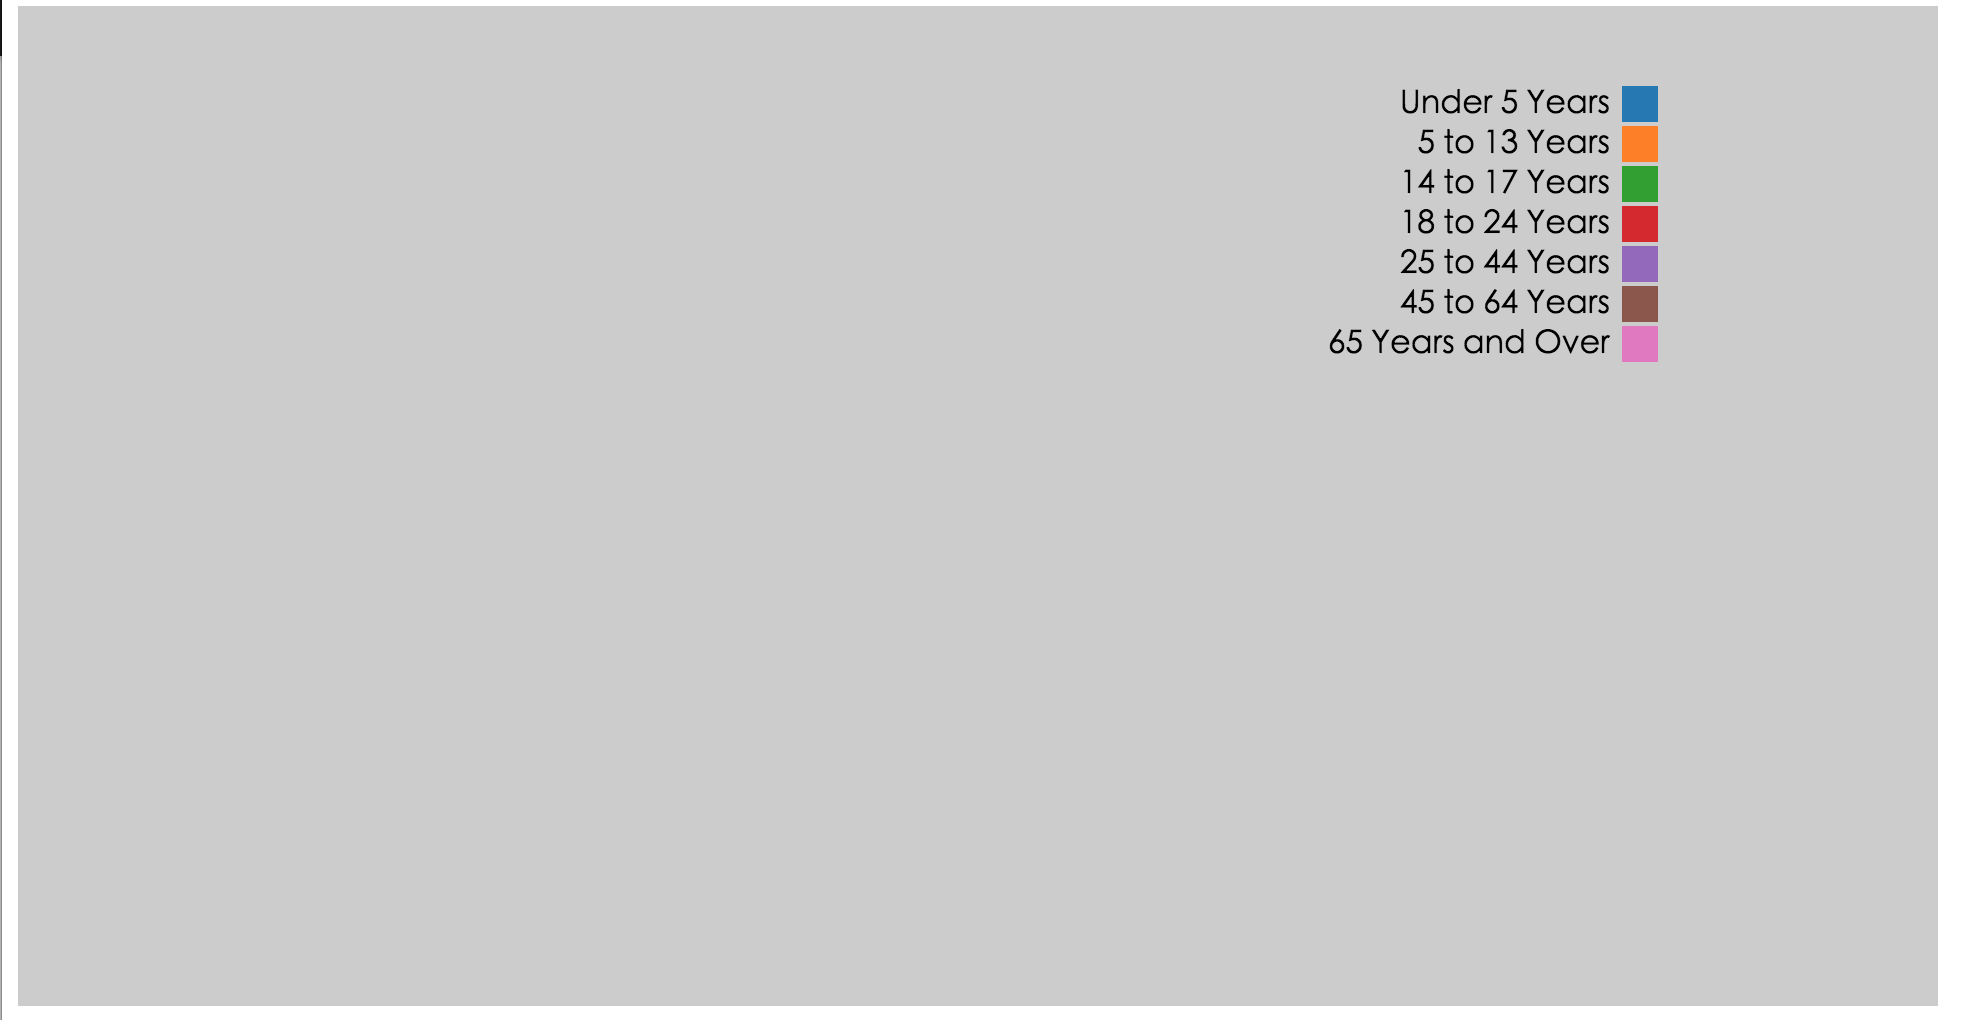 Under 5 Years
5 to 13 Years
14 to 17 Years
18 to 24 Years
25 to 44 Years
45 to 64 Years
65 Years and Over